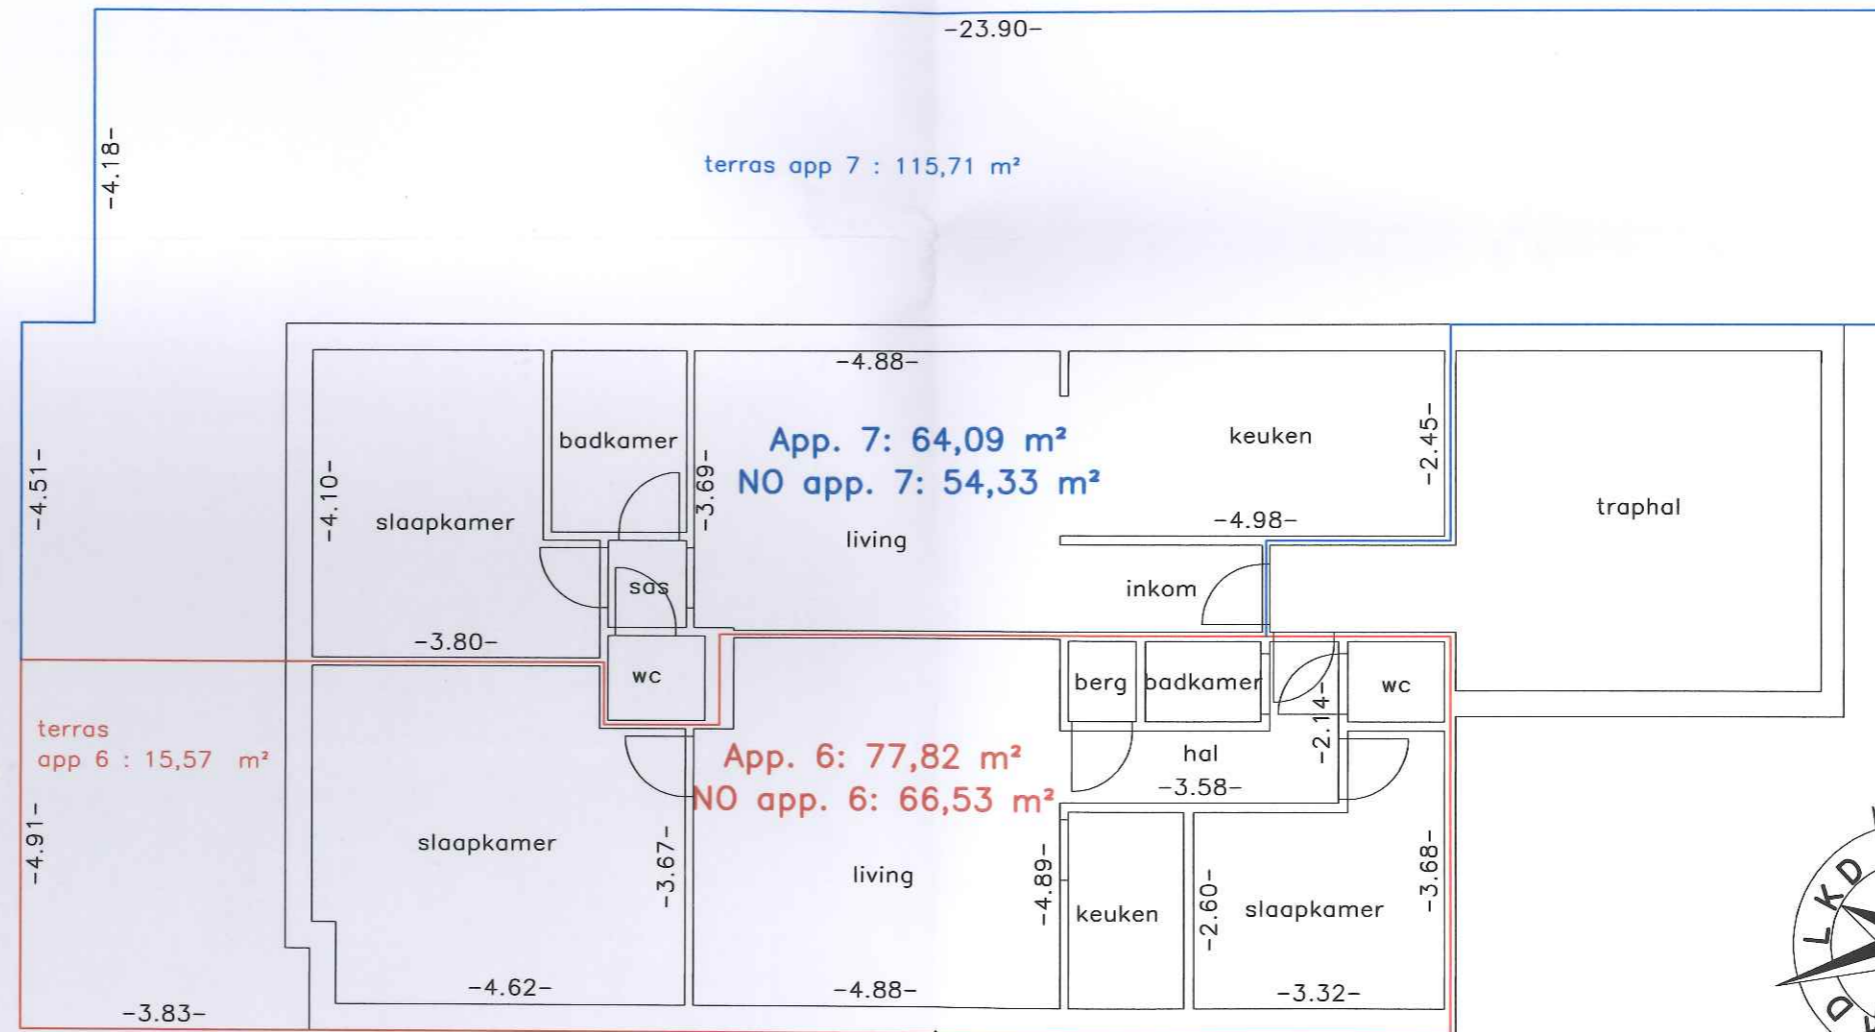 -23.90-
-4.18-
terras app 7 : 115,71 m²
-4.88-
badkamer
App. 7: 64,09 m²
NO app. 7: 54,33 m²
keuken
-2.45-
-4.51-
-4.10-
-3.69-
slaapkamer
living
-4.98-
traphal
sas
inkom
-3.80-
wc
berg
badkamer
wc
-2.14-
terras
app 6 : 15,57 m²
App. 6: 77,82 m²
NO app. 6: 66,53 m²
hal
-3.58-
-4.91-
slaapkamer
-3.67-
living
-4.89-
keuken
-2.60-
slaapkamer
-3.68-
-4.62-
-4.88-
-3.32-
-3.83-
L K D
D